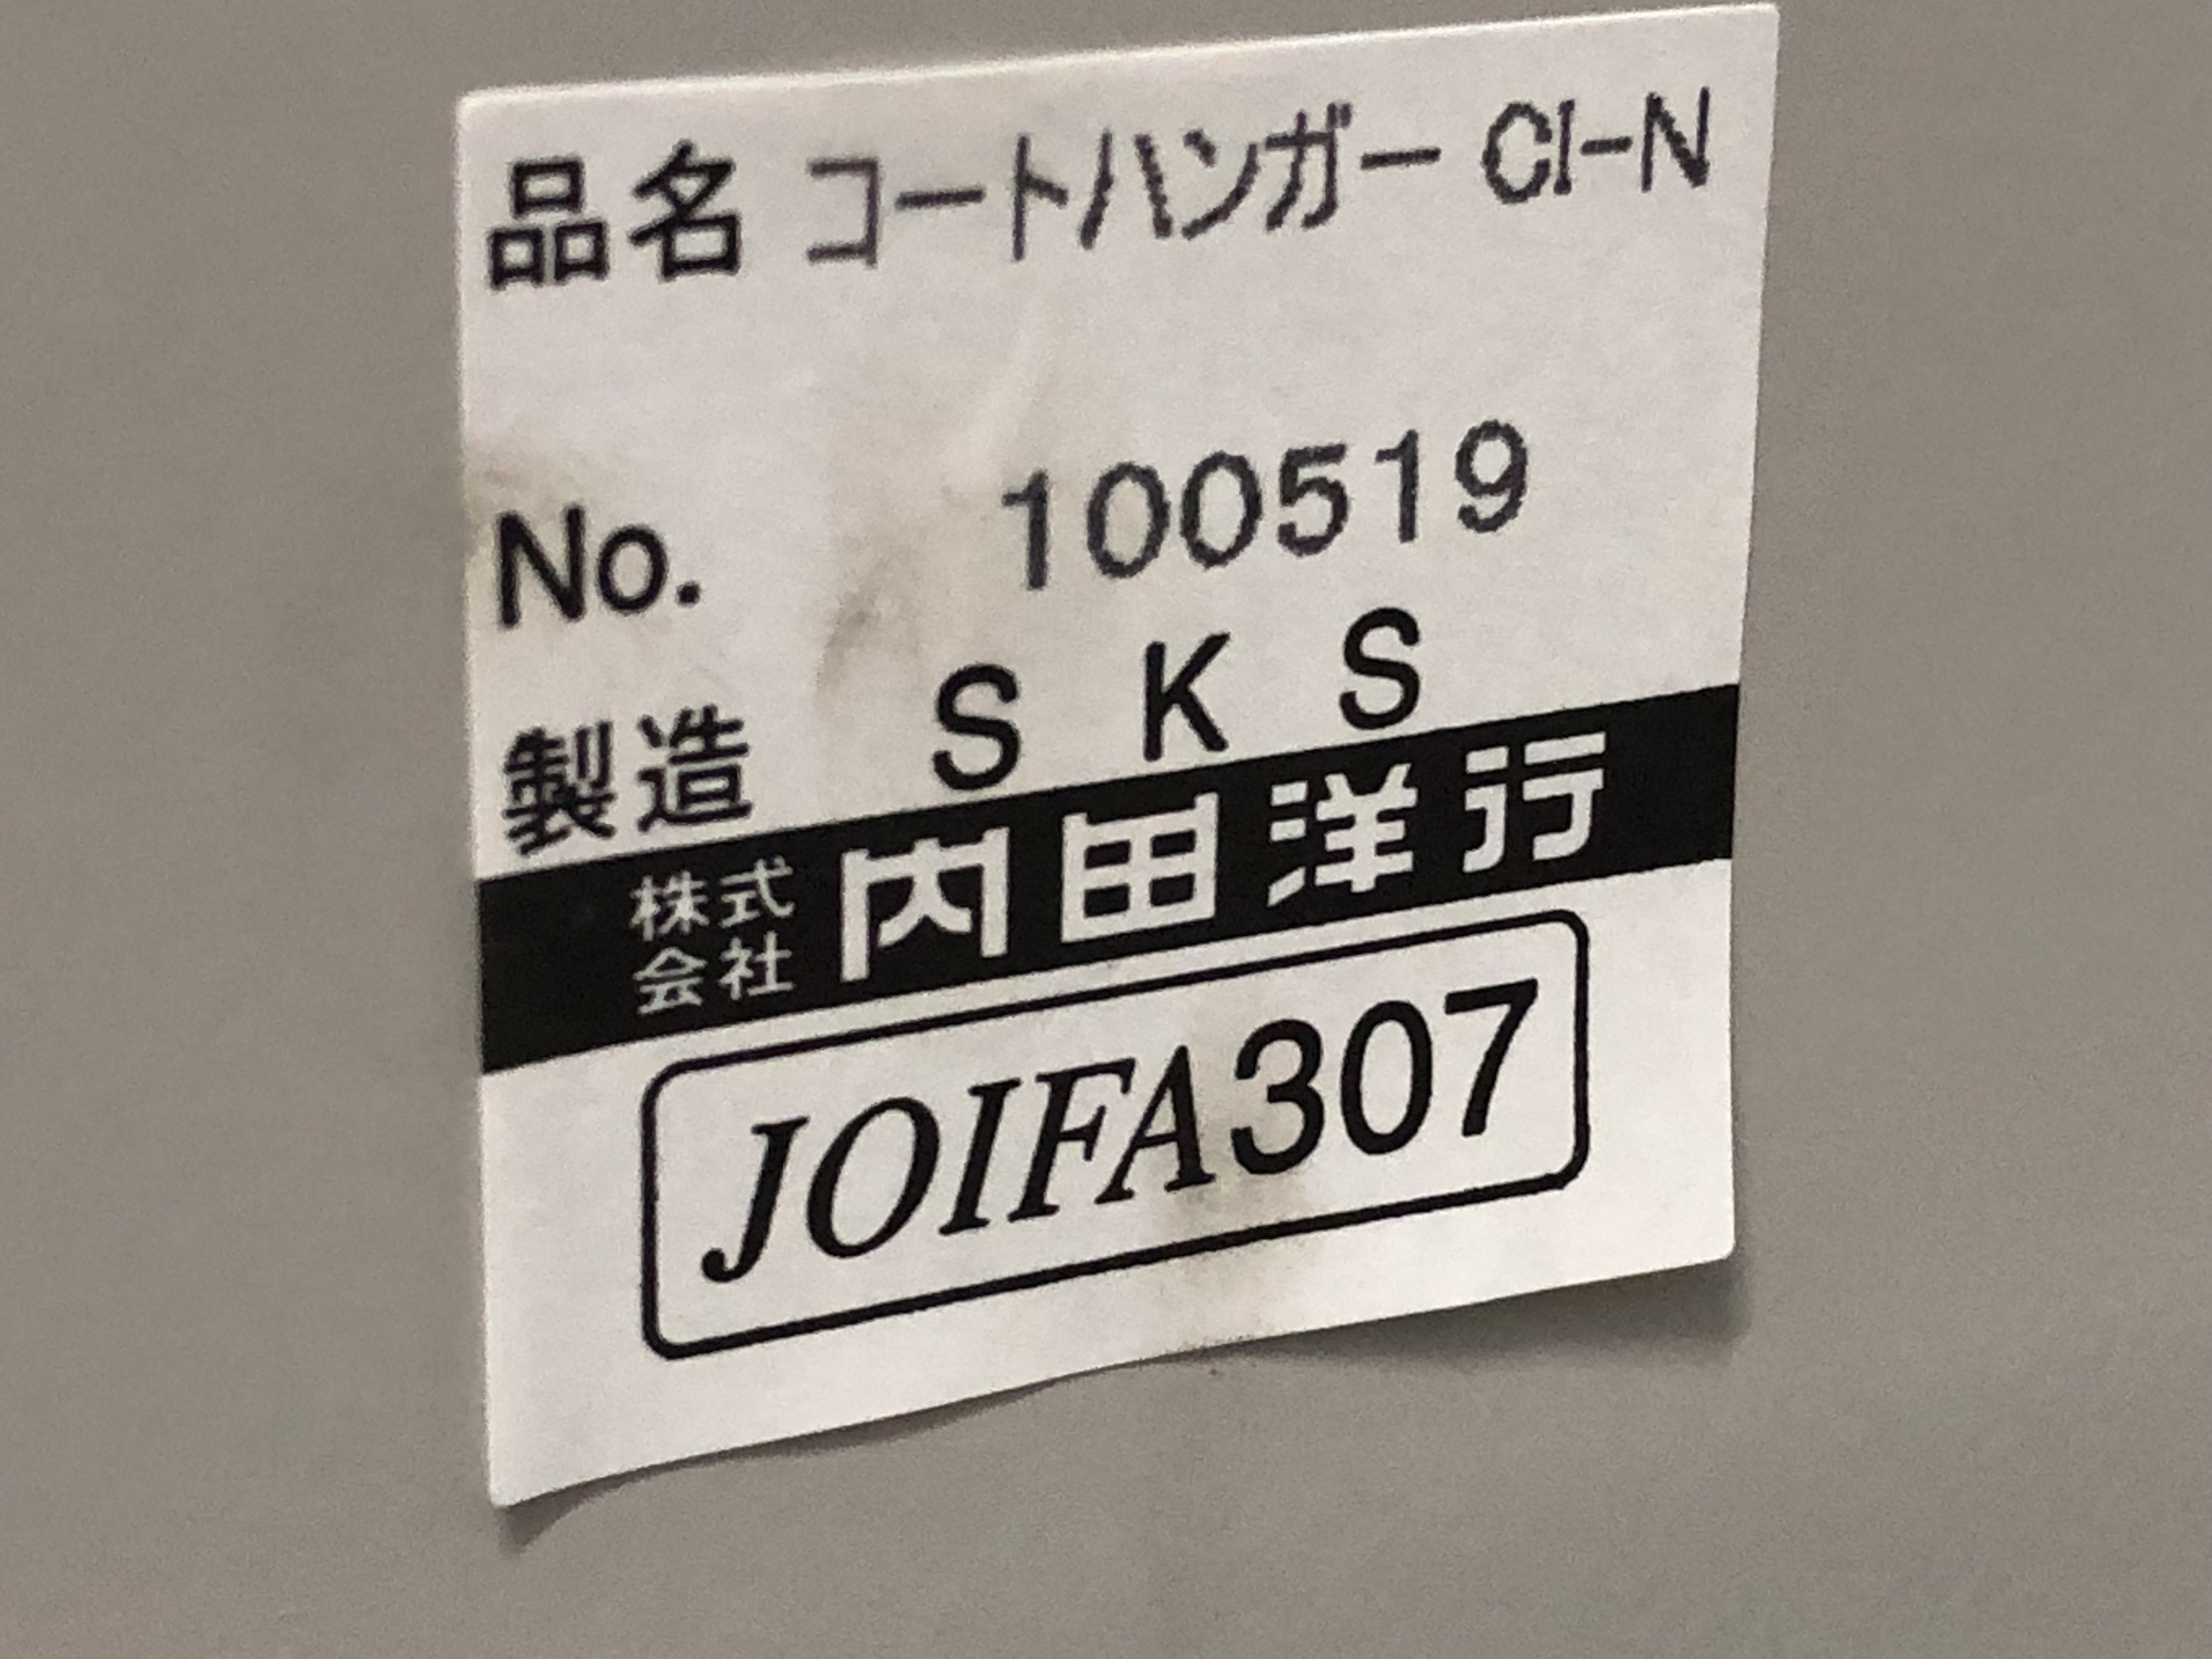 品名 コートハンガー CI-N
No. 100519
製造 S K S
株式会社 内田洋行
JOIFA307